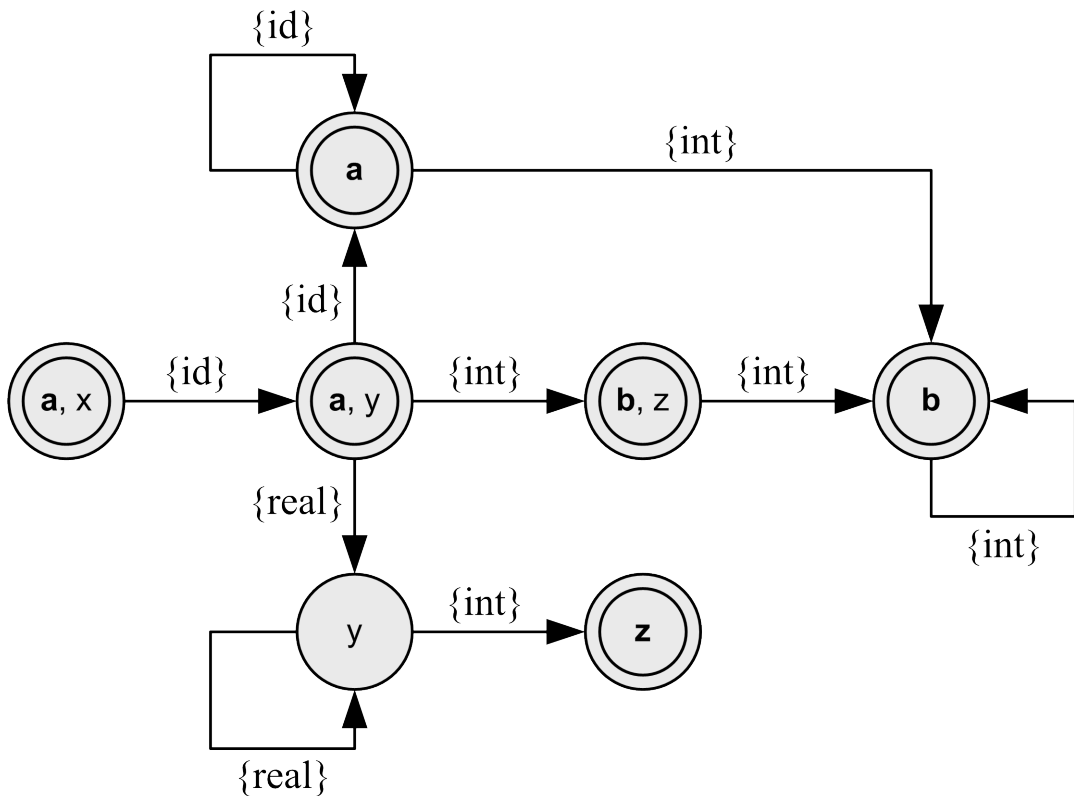 {id}
a
{int}
{id}
a, x
{id}
a, y
{int}
b, z
{int}
b
{real}
{int}
y
{int}
z
{real}